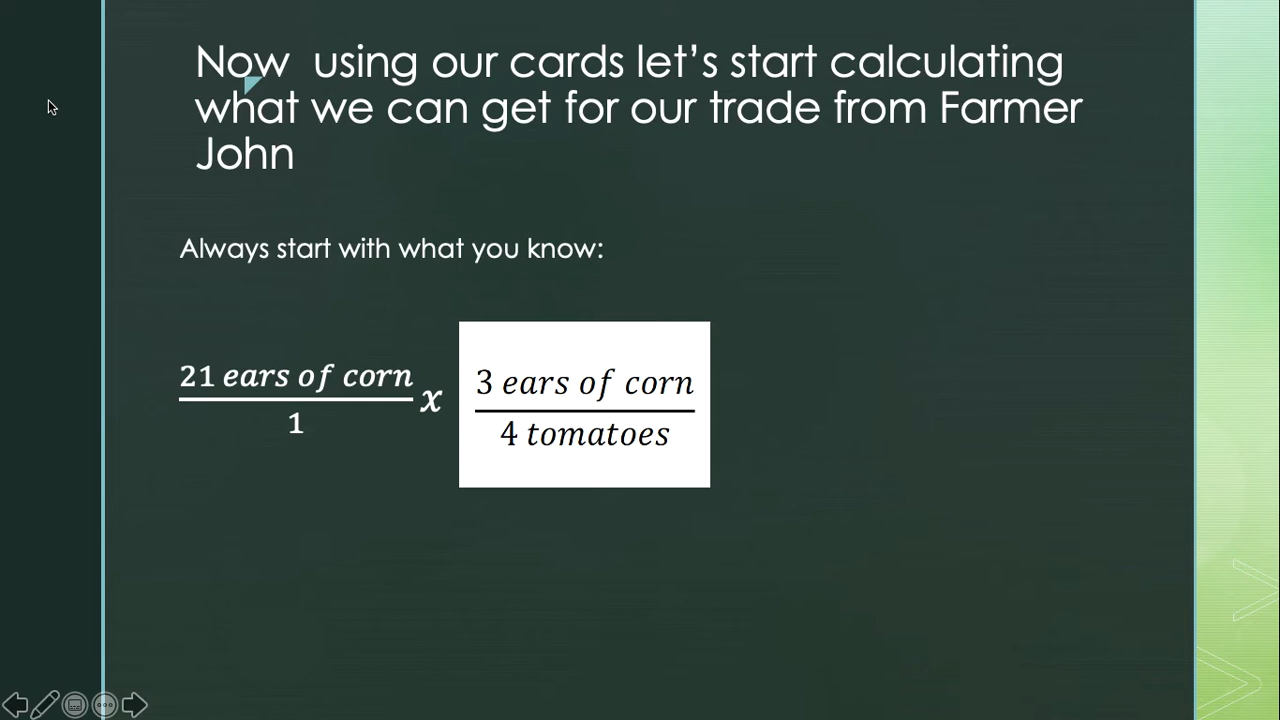 Now  using our cards let's start calculating
what we can get for our trade from Farmer
John
Always start with what you know:
21 ears of corn
1
x
3 ears of corn
4 tomatoes